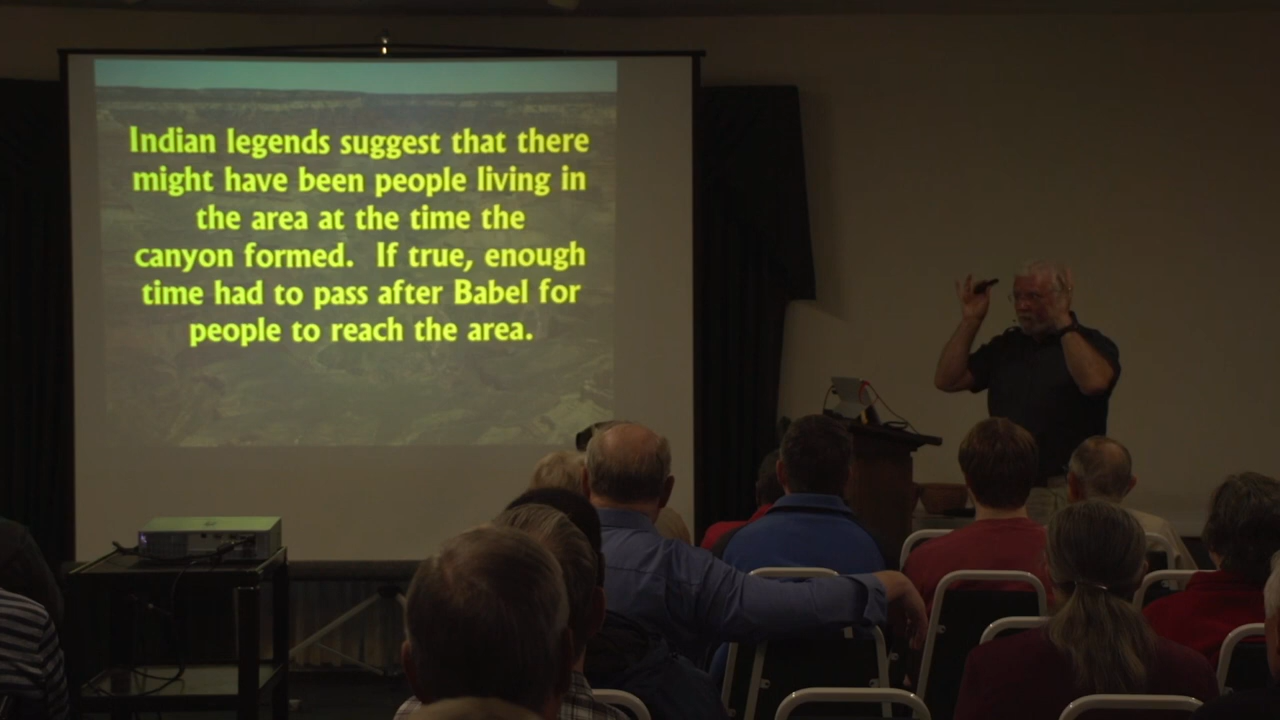 Indian legends suggest that there
might have been people living in
the area at the time the
canyon formed.  If true, enough
time had to pass after Babel for
people to reach the area.